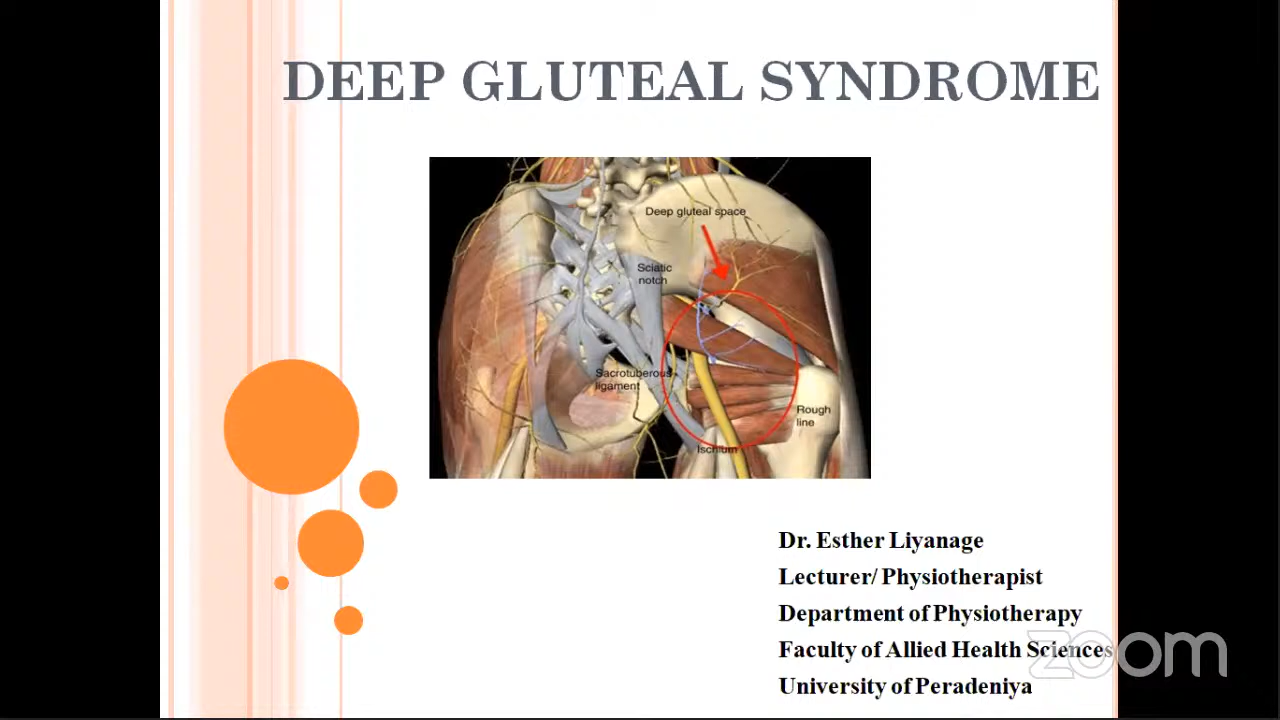 DEEP GLUTEAL SYNDROME
Deep gluteal space
Sciatic
notch
Sacrotuberous
ligament
Rough
line
Ischium
Dr. Esther Liyanage
Lecturer/ Physiotherapist
Department of Physiotherapy
Faculty of Allied Health Sciences
University of Peradeniya
zoom